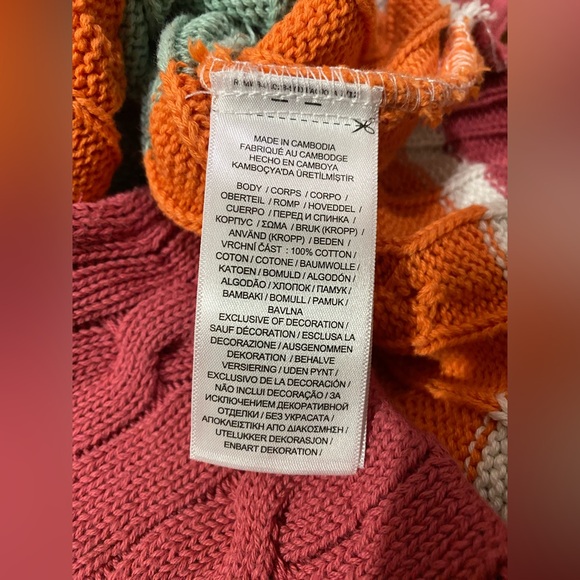 MADE IN CAMBODIA
FABRIQUÉ AU CAMBODGE
HECHO EN CAMBOYA
KAMBOÇYA'DA ÜRETİLMİŞTİR
BODY / CORPS / CORPO /
OBERTEIL / ROMP / HOVEDDEL /
CUERPO / ПЕРЕД И СПИНКА /
КОРПУС / ΣΩΜΑ / BRUK (KROPP) /
ANVÄND (KROPP) / BEDEN /
VRCHNÍ ČÁST : 100% COTTON /
COTON / COTONE / BAUMWOLLE /
KATOEN / BOMULD / ALGODÓN /
ALGODÃO / ХЛОПОК / ПАМУК /
ΒΑΜΒΑΚΙ / BOMULL / PAMUK /
BAVLNA
EXCLUSIVE OF DECORATION /
SAUF DÉCORATION / ESCLUSA LA
DECORAZIONE / AUSGENOMMEN
DEKORATION / BEHALVE
VERSIERING / UDEN PYNT /
EXCLUSIVO DE LA DECORACIÓN /
NÃO INCLUI DECORAÇÃO / ЗА
ИСКЛЮЧЕНИЕМ ДЕКОРАТИВНОЙ
ОТДЕЛКИ / БЕЗ УКРАСАТА /
ΑΠΟΚΛΕΙΣΤΙΚΗ ΑΠΟ ΔΙΑΚΟΣΜΗΣΗ /
UTELUKKER DEKORASJON /
ENBART DEKORATION /